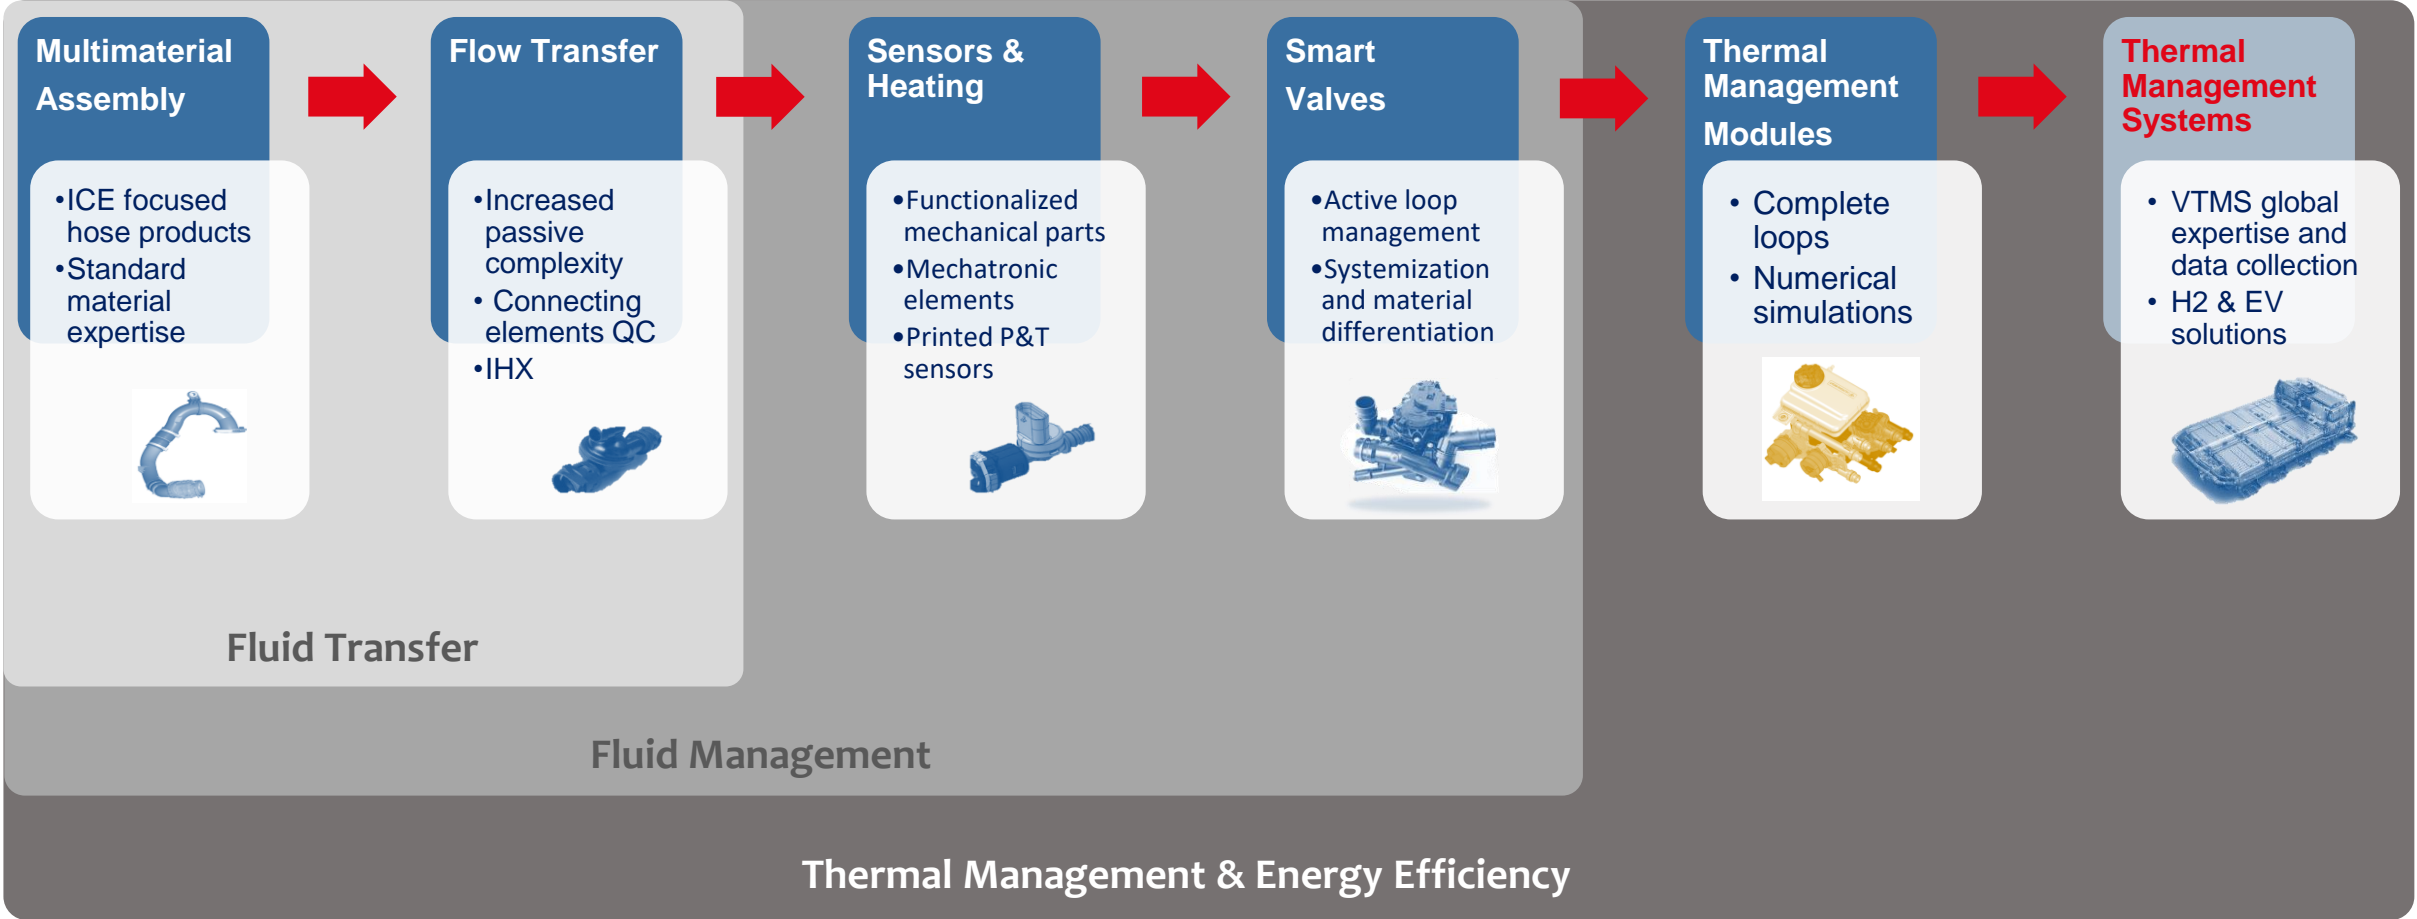 Multimaterial
Assembly
•ICE focused
hose products
•Standard
material
expertise
Flow Transfer
•Increased
passive
complexity
• Connecting
elements QC
•IHX
Sensors &
Heating
•Functionalized
mechanical parts
•Mechatronic
elements
•Printed P&T
sensors
Smart
Valves
•Active loop
management
•Systemization
and material
differentiation
Thermal
Management
Modules
• Complete
loops
• Numerical
simulations
Thermal
Management
Systems
• VTMS global
expertise and
data collection
• H2 & EV
solutions
Fluid Transfer
Fluid Management
Thermal Management & Energy Efficiency